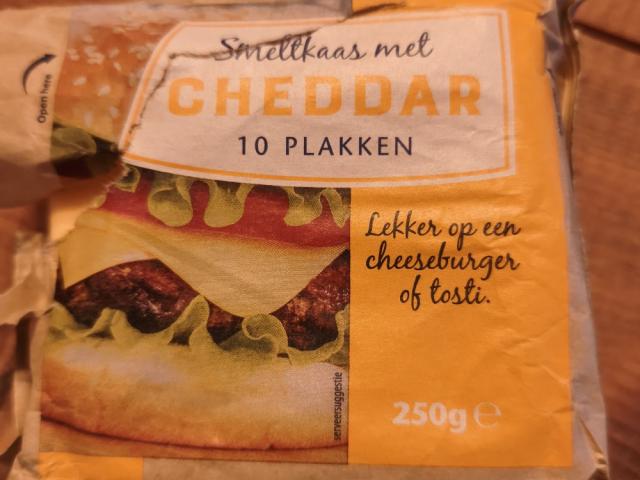 Smeltkaas met
CHEDDAR
10 PLAKKEN
Open here
Lekker op een
cheeseburger
of tosti.
serveersuggestie
250g e